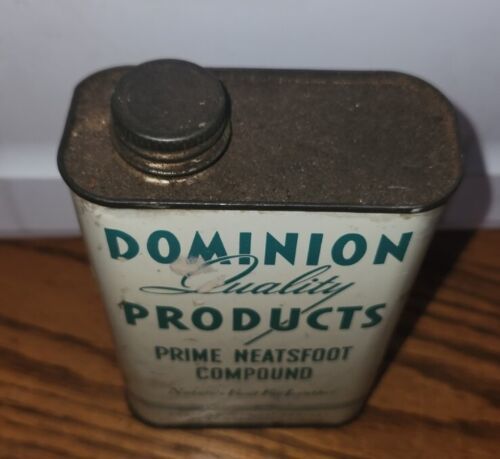 DOMINION
Quality
PRODUCTS
PRIME NEATSFOOT
COMPOUND